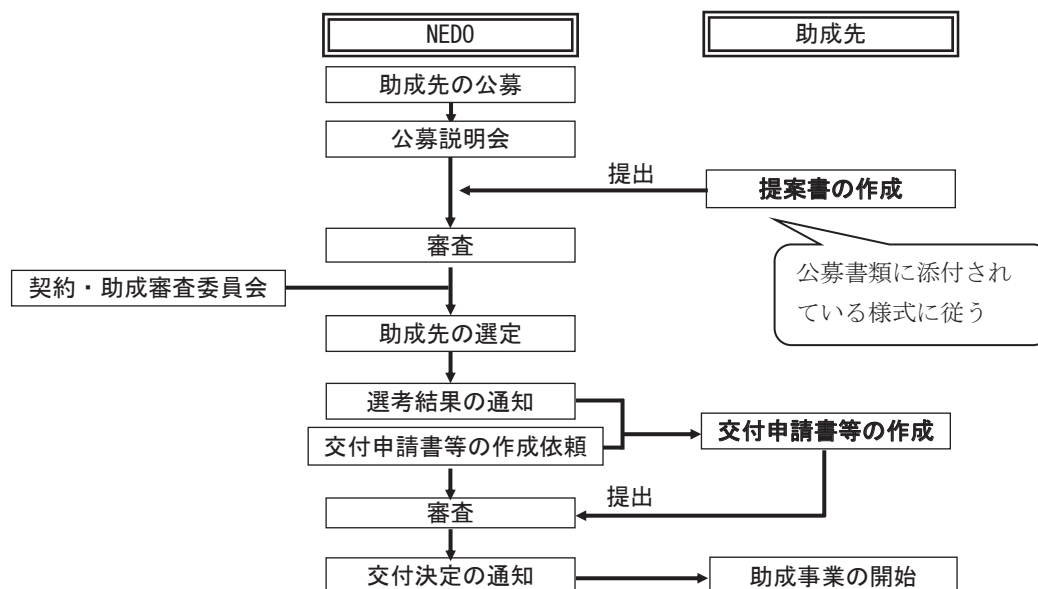 NEDO
助成先
助成先の公募
公募説明会
提出
提案書の作成
公募書類に添付され
ている様式に従う
審査
契約・助成審査委員会
助成先の選定
選考結果の通知
交付申請書等の作成依頼
交付申請書等の作成
提出
審査
交付決定の通知
助成事業の開始